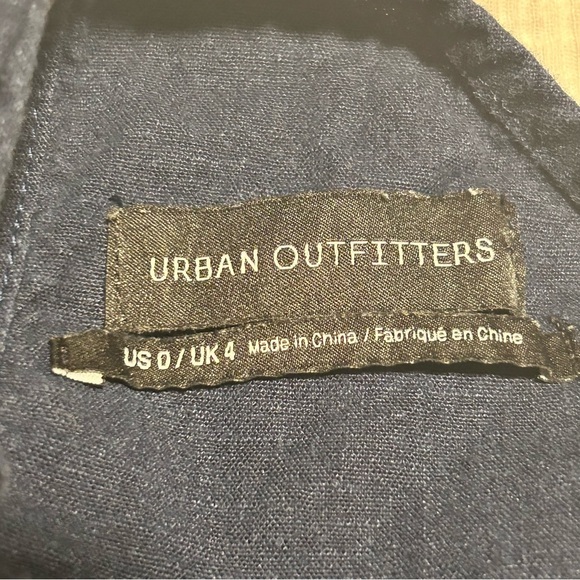 URBAN OUTFITTERS
US 0 / UK 4 Made in China / Fabriqué en Chine